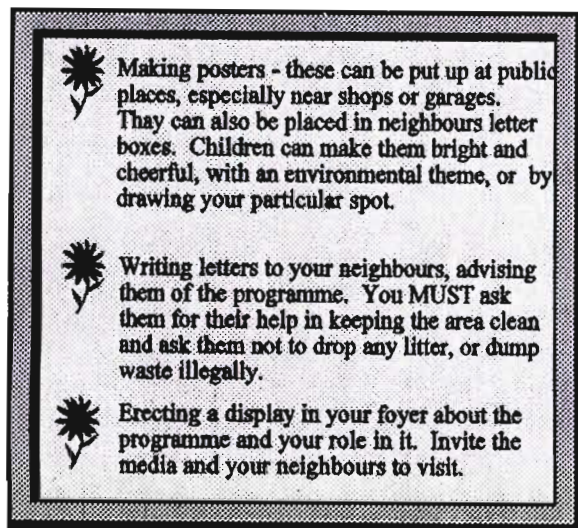 Making posters - these can be put up at public
places, especially near shops or garages.
Thay can also be placed in neighbours letter
boxes. Children can make them bright and
cheerful, with an environmental theme, or by
drawing your particular spot.
Writing letters to your neighbours, advising
them of the programme. You MUST ask
them for their help in keeping the area clean
and ask them not to drop any litter, or dump
waste illegally.
Erecting a display in your foyer about the
programme and your role in it. Invite the
media and your neighbours to visit.